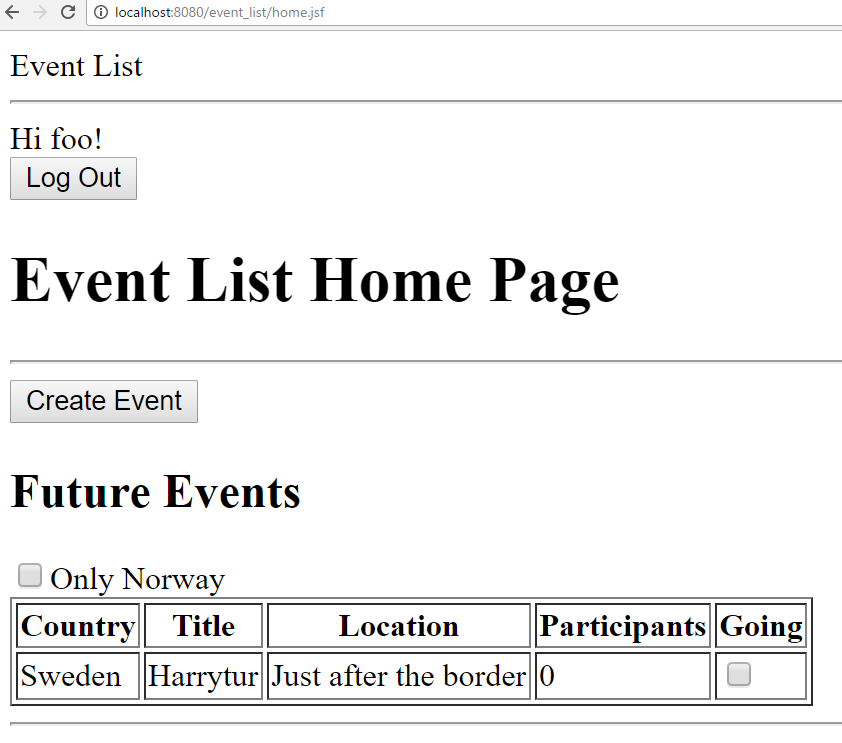 localhost:8080/event_list/home.jsf
Event List
Hi foo!
Log Out
Event List Home Page
Create Event
Future Events
Only Norway
Country Title Location Participants Going
Sweden Harrytur Just after the border 0